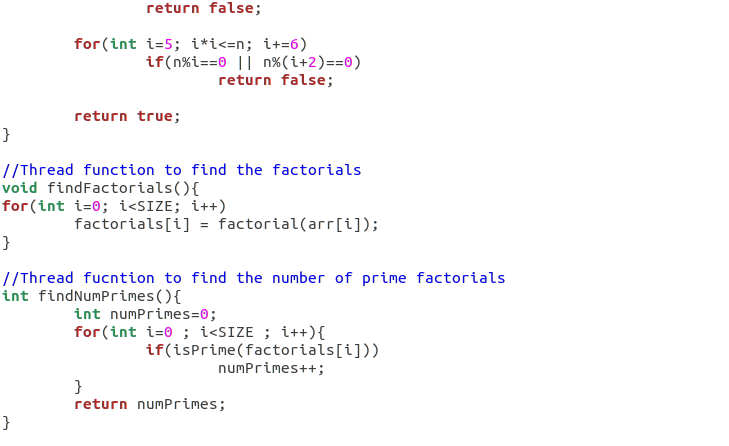 return false;

        for(int i=5; i*i<=n; i+=6)
                if(n%i==0 || n%(i+2)==0)
                        return false;

        return true;
}

//Thread function to find the factorials
void findFactorials(){
for(int i=0; i<SIZE; i++)
        factorials[i] = factorial(arr[i]);
}

//Thread fucntion to find the number of prime factorials
int findNumPrimes(){
        int numPrimes=0;
        for(int i=0 ; i<SIZE ; i++){
                if(isPrime(factorials[i]))
                        numPrimes++;
        }
        return numPrimes;
}